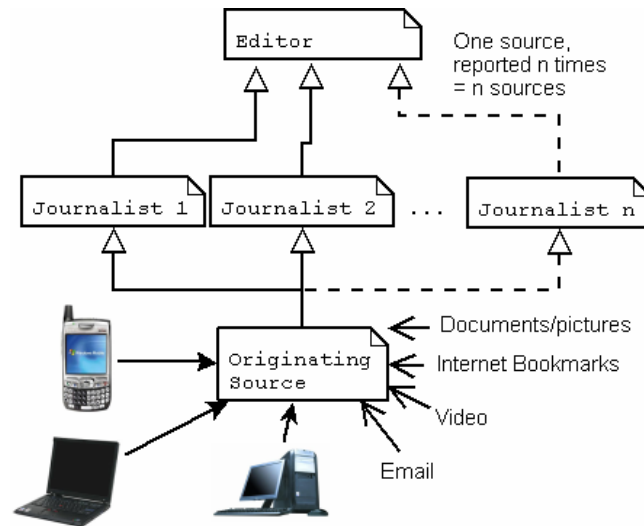 Editor
One source,
reported n times
= n sources
Journalist 1
Journalist 2
...
Journalist n
Originating
Source
Documents/pictures
Internet Bookmarks
Video
Email